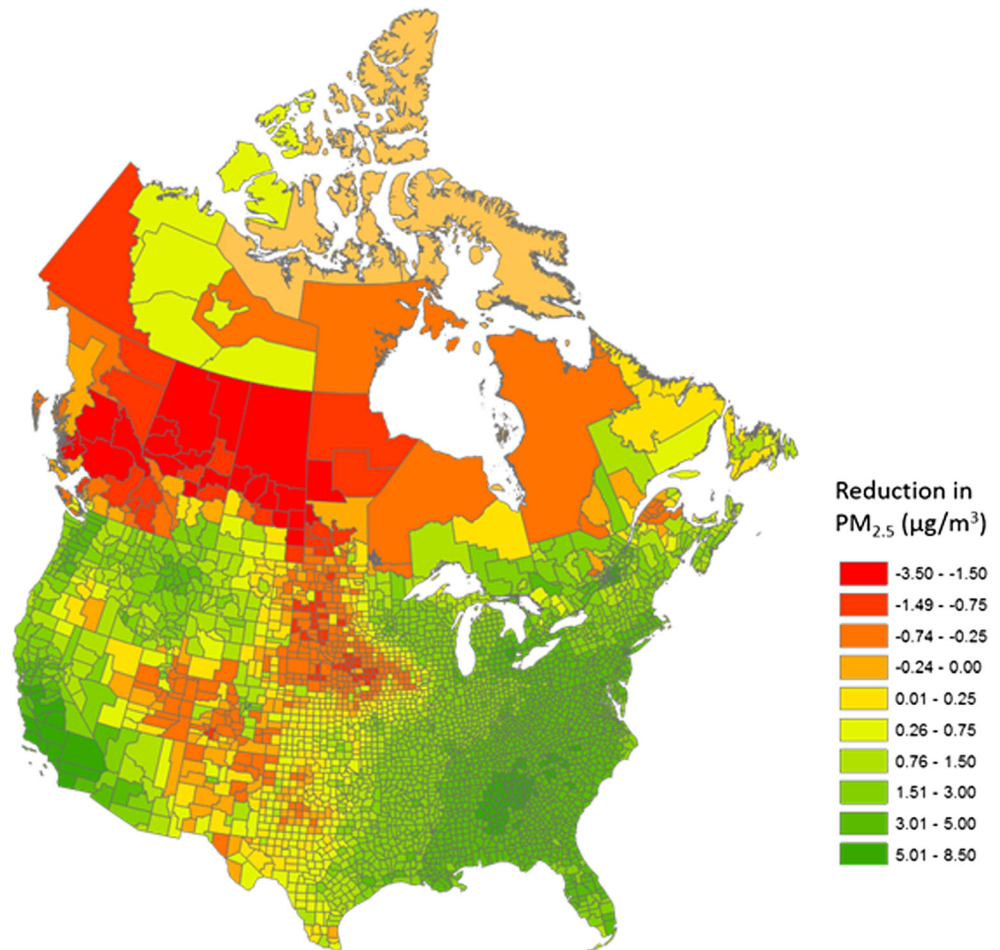 Reduction in
PM2.5 (µg/m³)
-3.50 - -1.50
-1.49 - -0.75
-0.74 - -0.25
-0.24 - 0.00
0.01 - 0.25
0.26 - 0.75
0.76 - 1.50
1.51 - 3.00
3.01 - 5.00
5.01 - 8.50